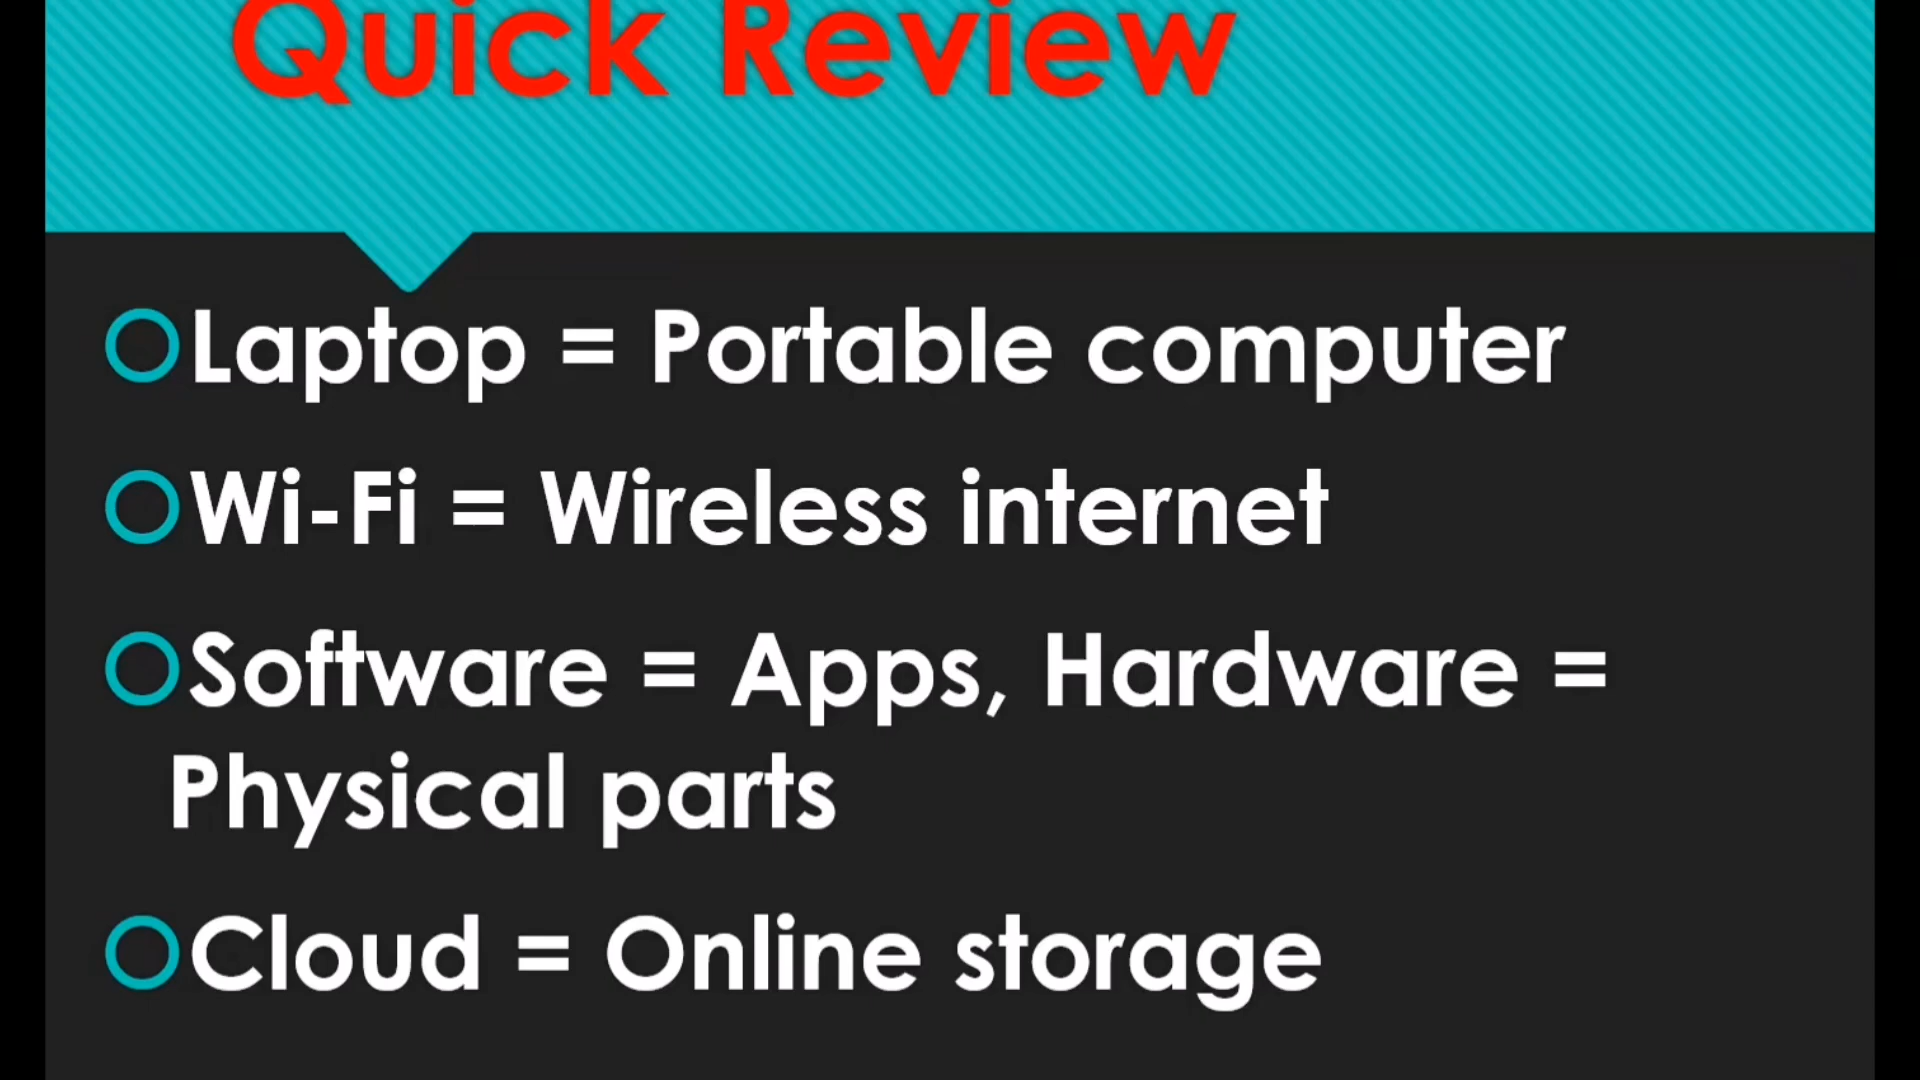 Quick Review
Laptop = Portable computer
Wi-Fi = Wireless internet
Software = Apps, Hardware =
Physical parts
Cloud = Online storage